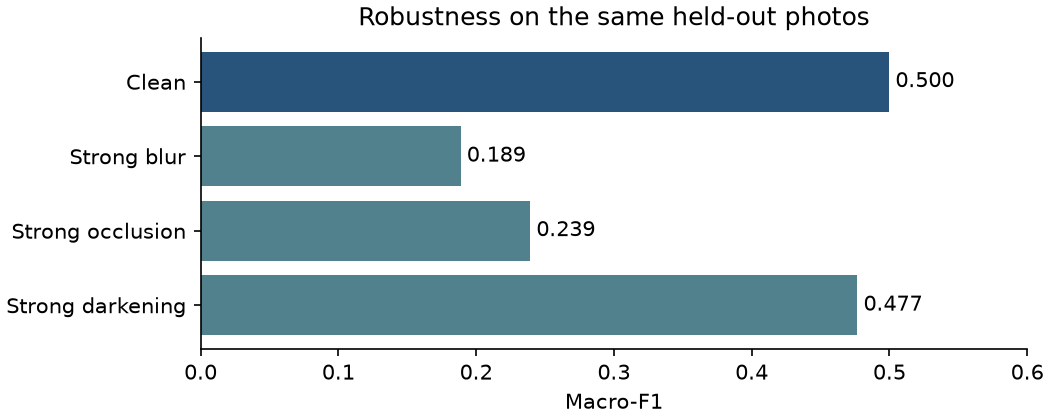 Robustness on the same held-out photos
Clean
0.500
Strong blur
0.189
Strong occlusion
0.239
Strong darkening
0.477
0.0 0.1 0.2 0.3 0.4 0.5 0.6
Macro-F1